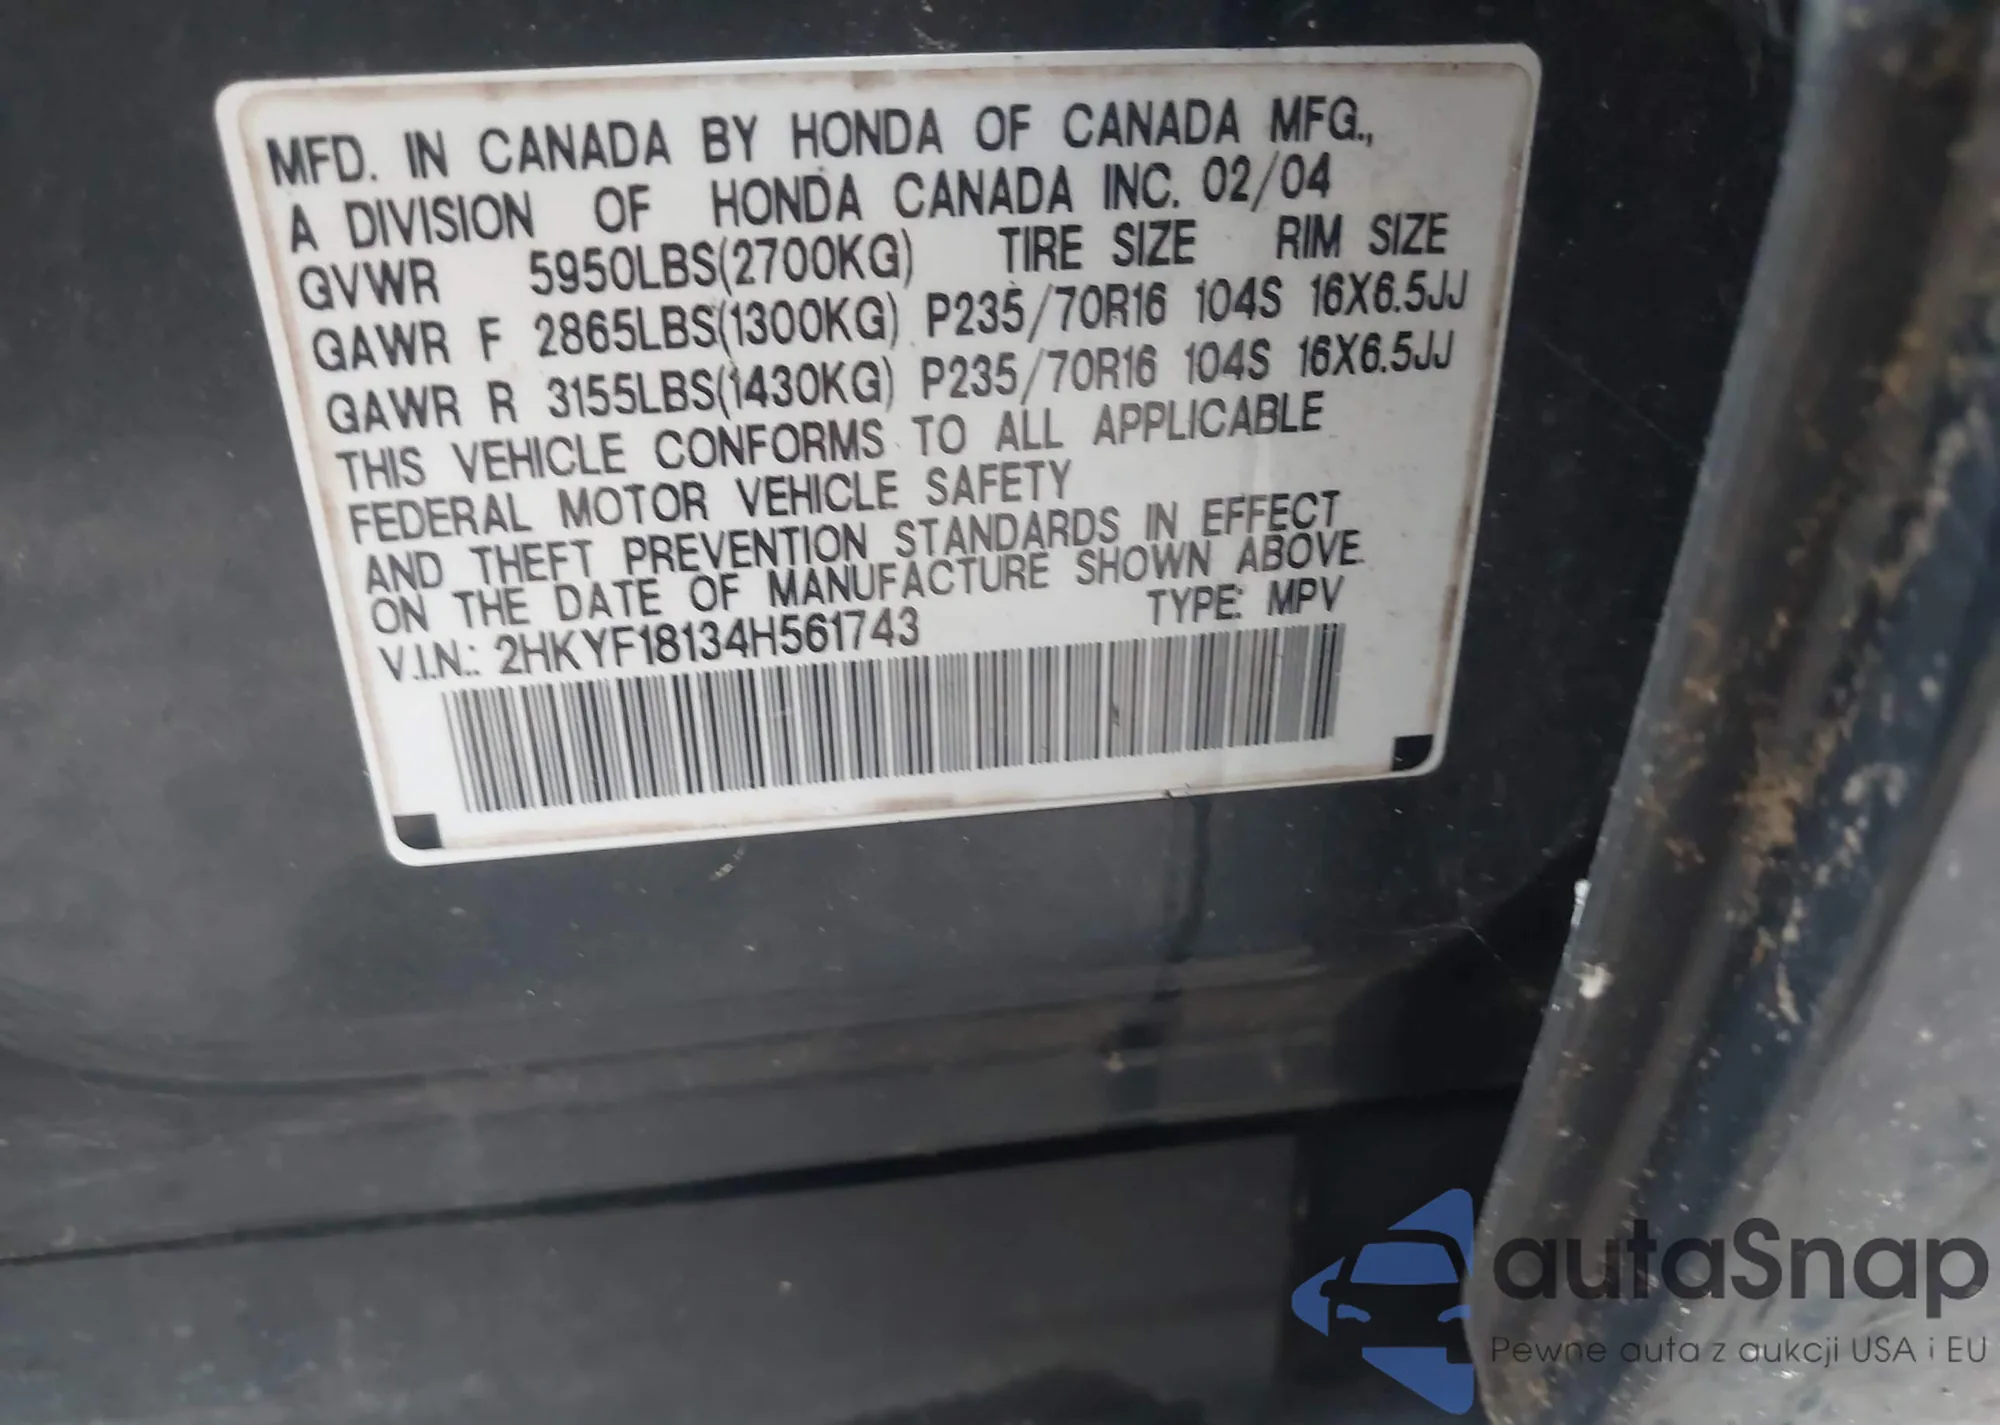 MFD. IN CANADA BY HONDA OF CANADA MFG.,
A DIVISION OF HONDA CANADA INC. 02/04
GVWR 5950LBS(2700KG) TIRE SIZE RIM SIZE
GAWR F 2865LBS(1300KG) P235/70R16 104S 16X6.5JJ
GAWR R 3155LBS(1430KG) P235/70R16 104S 16X6.5JJ
THIS VEHICLE CONFORMS TO ALL APPLICABLE
FEDERAL MOTOR VEHICLE SAFETY
AND THEFT PREVENTION STANDARDS IN EFFECT
ON THE DATE OF MANUFACTURE SHOWN ABOVE.
V.I.N.: 2HKYF18134H561743 TYPE: MPV
autaSnap
Pewne auta z aukcji USA i EU